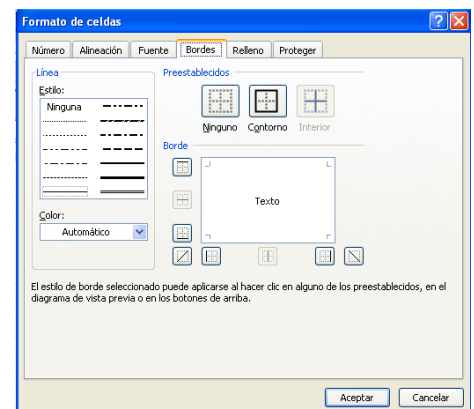 Formato de celdas
Número Alineación Fuente Bordes Relleno Proteger
Línea
Estilo:
Ninguna
Color:
Automático
Preestablecidos
Ninguno Contorno Interior
Borde
Texto
El estilo de borde seleccionado puede aplicarse al hacer clic en alguno de los preestablecidos, en el
diagrama de vista previa o en los botones de arriba.
Aceptar Cancelar